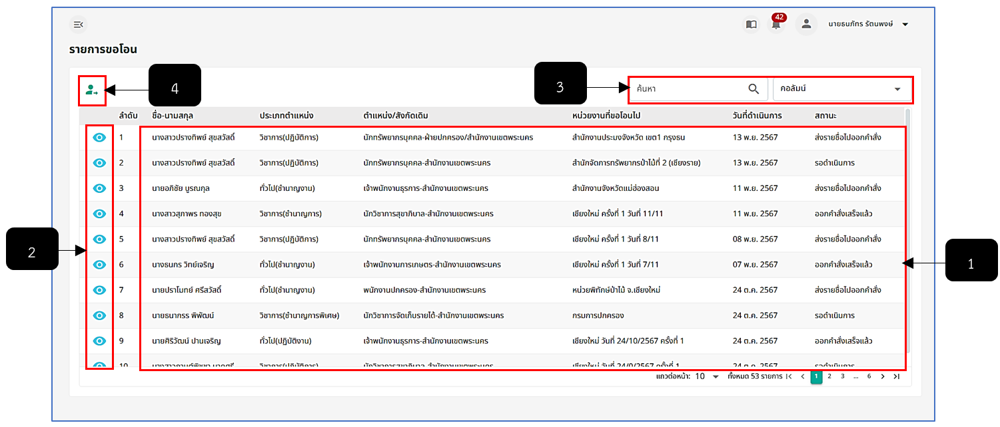 42
นายธนภัทร รัตนพงษ์
รายการขอโอน
4
3
ค้นหา
คอลัมน์
ลำดับ ชื่อ-นามสกุล ประเภทตำแหน่ง ตำแหน่ง/สังกัดเดิม หน่วยงานที่ขอโอนไป วันที่ดำเนินการ สถานะ
1 นางสาวปรางทิพย์ สุขสวัสดิ์ วิชาการ(ปฏิบัติการ) นักทรัพยากรบุคคล-ฝ่ายปกครอง/สำนักงานเขตพระนคร สำนักงานประมงจังหวัด เขต1 กรุงธน 13 พ.ย. 2567 ส่งรายชื่อไปออกคำสั่ง
2 นางสาวปรางทิพย์ สุขสวัสดิ์ วิชาการ(ปฏิบัติการ) นักทรัพยากรบุคคล-สำนักงานเขตพระนคร สำนักจัดการทรัพยากรป่าไม้ที่ 2 (เชียงราย) 13 พ.ย. 2567 รอดำเนินการ
3 นายอภิชัย บูรณกุล ทั่วไป(ชำนาญงาน) เจ้าพนักงานธุรการ-สำนักงานเขตพระนคร สำนักงานจังหวัดแม่ฮ่องสอน 11 พ.ย. 2567 ส่งรายชื่อไปออกคำสั่ง
4 นางสาวสุภาพร ทองสุข วิชาการ(ชำนาญการ) นักวิชาการสุขาภิบาล-สำนักงานเขตพระนคร เชียงใหม่ ครั้งที่ 1 วันที่ 11/11 11 พ.ย. 2567 ออกคำสั่งเสร็จแล้ว
5 นางสาวปรางทิพย์ สุขสวัสดิ์ วิชาการ(ปฏิบัติการ) นักทรัพยากรบุคคล-สำนักงานเขตพระนคร เชียงใหม่ ครั้งที่ 1 วันที่ 8/11 08 พ.ย. 2567 ส่งรายชื่อไปออกคำสั่ง
2
1
6 นางธนกร วิทย์เจริญ ทั่วไป(ชำนาญงาน) เจ้าพนักงานการเกษตร-สำนักงานเขตพระนคร เชียงใหม่ ครั้งที่ 1 วันที่ 7/11 07 พ.ย. 2567 ออกคำสั่งเสร็จแล้ว
7 นายปราโมทย์ ศรีสวัสดิ์ ทั่วไป(ชำนาญงาน) พนักงานปกครอง-สำนักงานเขตพระนคร หน่วยพิทักษ์ป่าไม้ จ.เชียงใหม่ 24 ต.ค. 2567 ส่งรายชื่อไปออกคำสั่ง
8 นายธนากรร พิพัฒน์ วิชาการ(ชำนาญการพิเศษ) นักวิชาการจัดเก็บรายได้-สำนักงานเขตพระนคร กรมการปกครอง 24 ต.ค. 2567 รอดำเนินการ
9 นายศิริวัฒน์ ปานเจริญ ทั่วไป(ปฏิบัติงาน) เจ้าพนักงานธุรการ-สำนักงานเขตพระนคร เชียงใหม่ วันที่ 24/10/2567 ครั้งที่ 1 24 ต.ค. 2567 ออกคำสั่งเสร็จแล้ว
10 วิชาการ(ปฏิบัติการ) นักวิชาการสุขาภิบาล-สำนักงานเขตพระนคร เชียงใหม่ วันที่ 24/0/2567 ครั้งที่ 1 24 ต.ค. 2567 รอดำเนินการ
แถวต่อหน้า: 10 ทั้งหมด 53 รายการ 1 2 3 ... 6